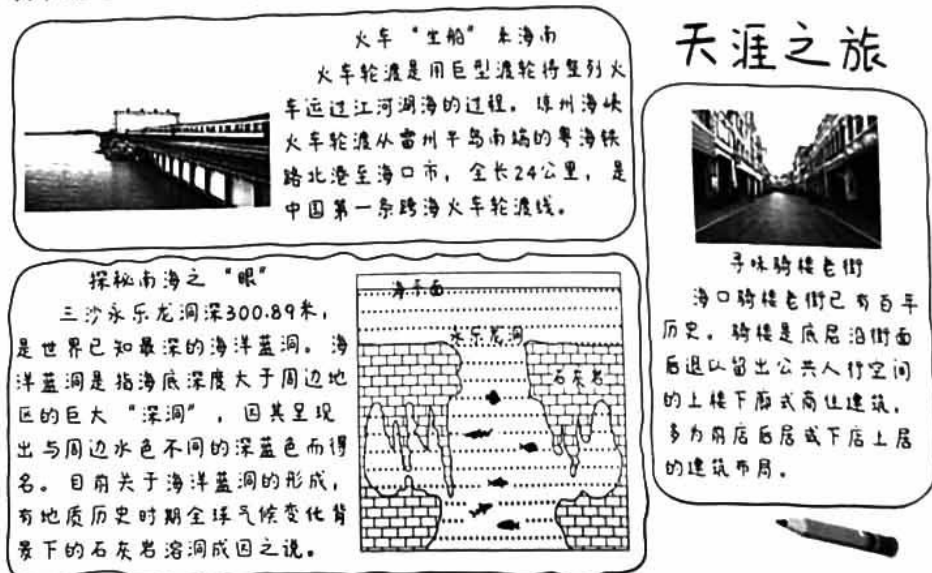 天涯之旅
火车“坐船”来海南
火车轮渡是用巨型渡轮将整列火
车运过江河湖海的过程。琼州海峡
火车轮渡从雷州半岛南端的粤海铁
路北港至海口市，全长24公里，是
中国第一条跨海火车轮渡线。
探秘南海之“眼”
三沙永乐龙洞深300.89米，
是世界已知最深的海洋蓝洞。海
洋蓝洞是指海底深度大于周边地
区的巨大“深洞”，因其呈现
出与周边水色不同的深蓝色而得
名。目前关于海洋蓝洞的形成，
有地质历史时期全球气候变化背
景下的石灰岩溶洞成因之说。
海平面
永乐龙洞
石灰岩
寻味骑楼老街
海口骑楼老街已有百年
历史。骑楼是底层沿街面
后退以留出公共人行空间
的上楼下廊式商住建筑，
多为前店后居或下店上居
的建筑布局。